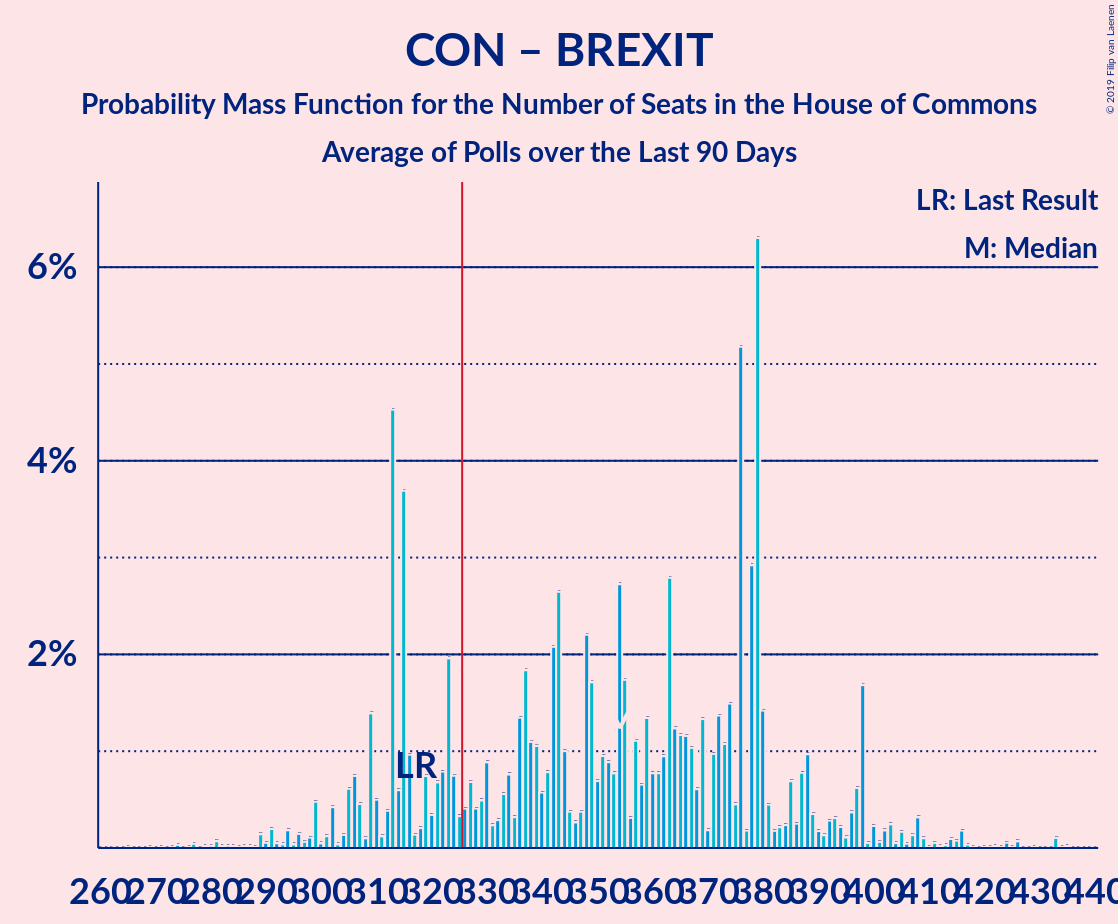 CON – BREXIT
Probability Mass Function for the Number of Seats in the House of Commons
Average of Polls over the Last 90 Days
© 2019 Filip van Laenen
LR: Last Result
M: Median
6%
4%
2%
LR
260 270 280 290 300 310 320 330 340 350 360 370 380 390 400 410 420 430 440